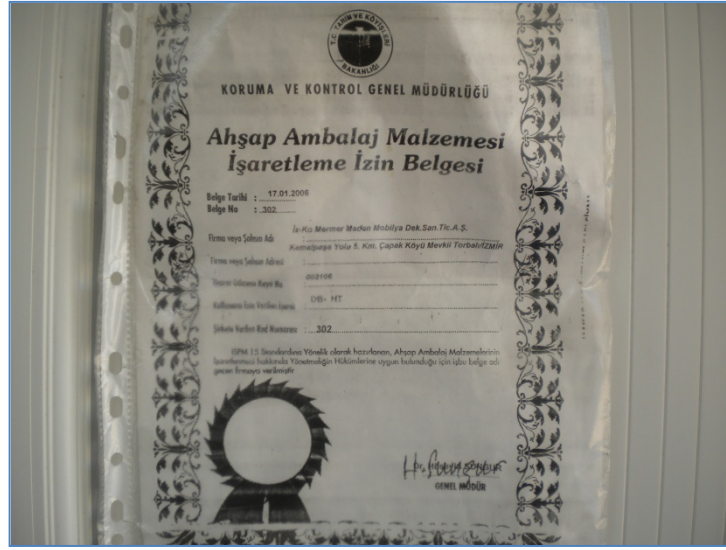 T.C. TARIM VE KÖYİŞLERİ
BAKANLIĞI
KORUMA VE KONTROL GENEL MÜDÜRLÜĞÜ
Ahşap Ambalaj Malzemesi
İşaretleme İzin Belgesi
Belge Tarihi : 17.01.2006
Belge No : 302
İz-Ka Mermer Maden Mobilya Dek.San.Tic.A.Ş.
Firma veya Şahsın Adı :
Kemalpaşa Yolu 5. Km. Çapak Köyü Mevkii Torbalı/İZMİR
Firma veya Şahsın Adresi :
Ticaret Odasına Kayıt No
Kullanıma İzin Verilen İşaret : DB- HT
Şirkete Verilen Kod Numarası : 302
ISPM 15 Standardına Yönelik olarak hazırlanan, Ahşap Ambalaj Malzemelerinin
İşaretlenmesi hakkında Yönetmeliğin Hükümlerine uygun bulunduğu için işbu belge adı
geçen firmaya verilmiştir
GENEL MÜDÜR